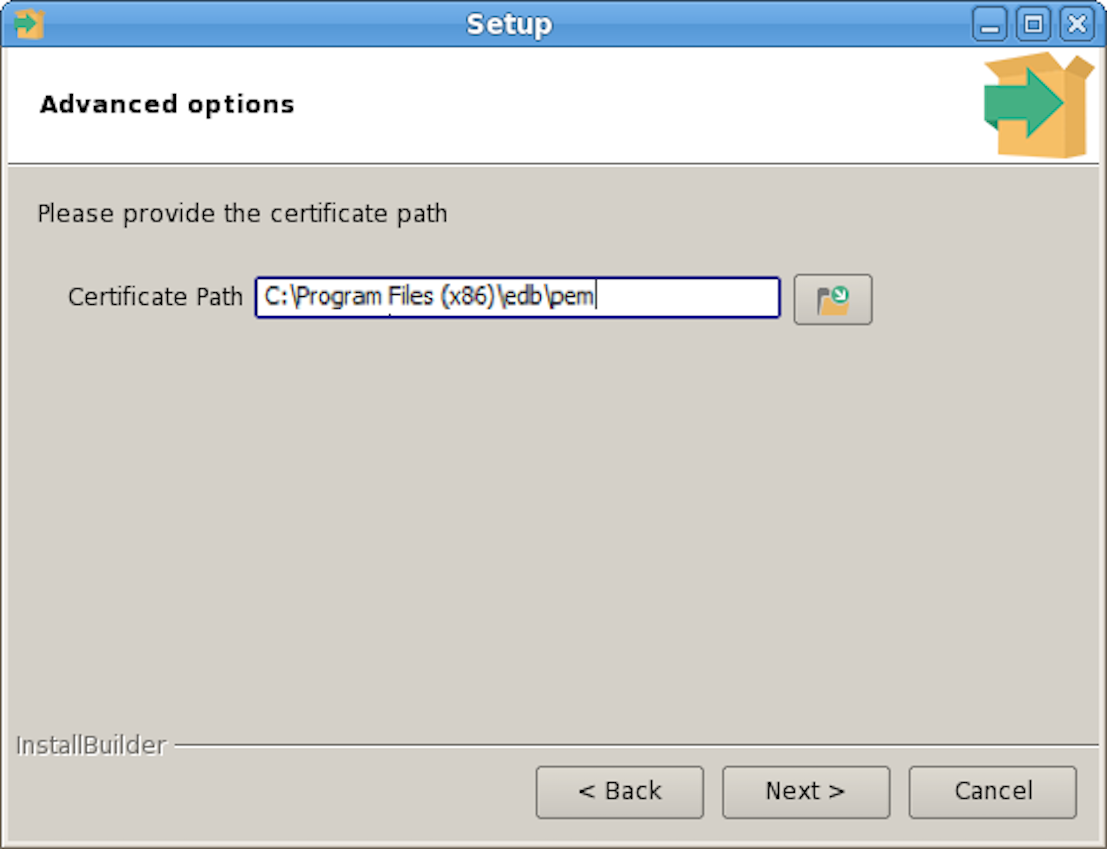 Setup
Advanced options
Please provide the certificate path
Certificate Path C:\Program Files (x86)\edb\pem
InstallBuilder
< Back Next > Cancel